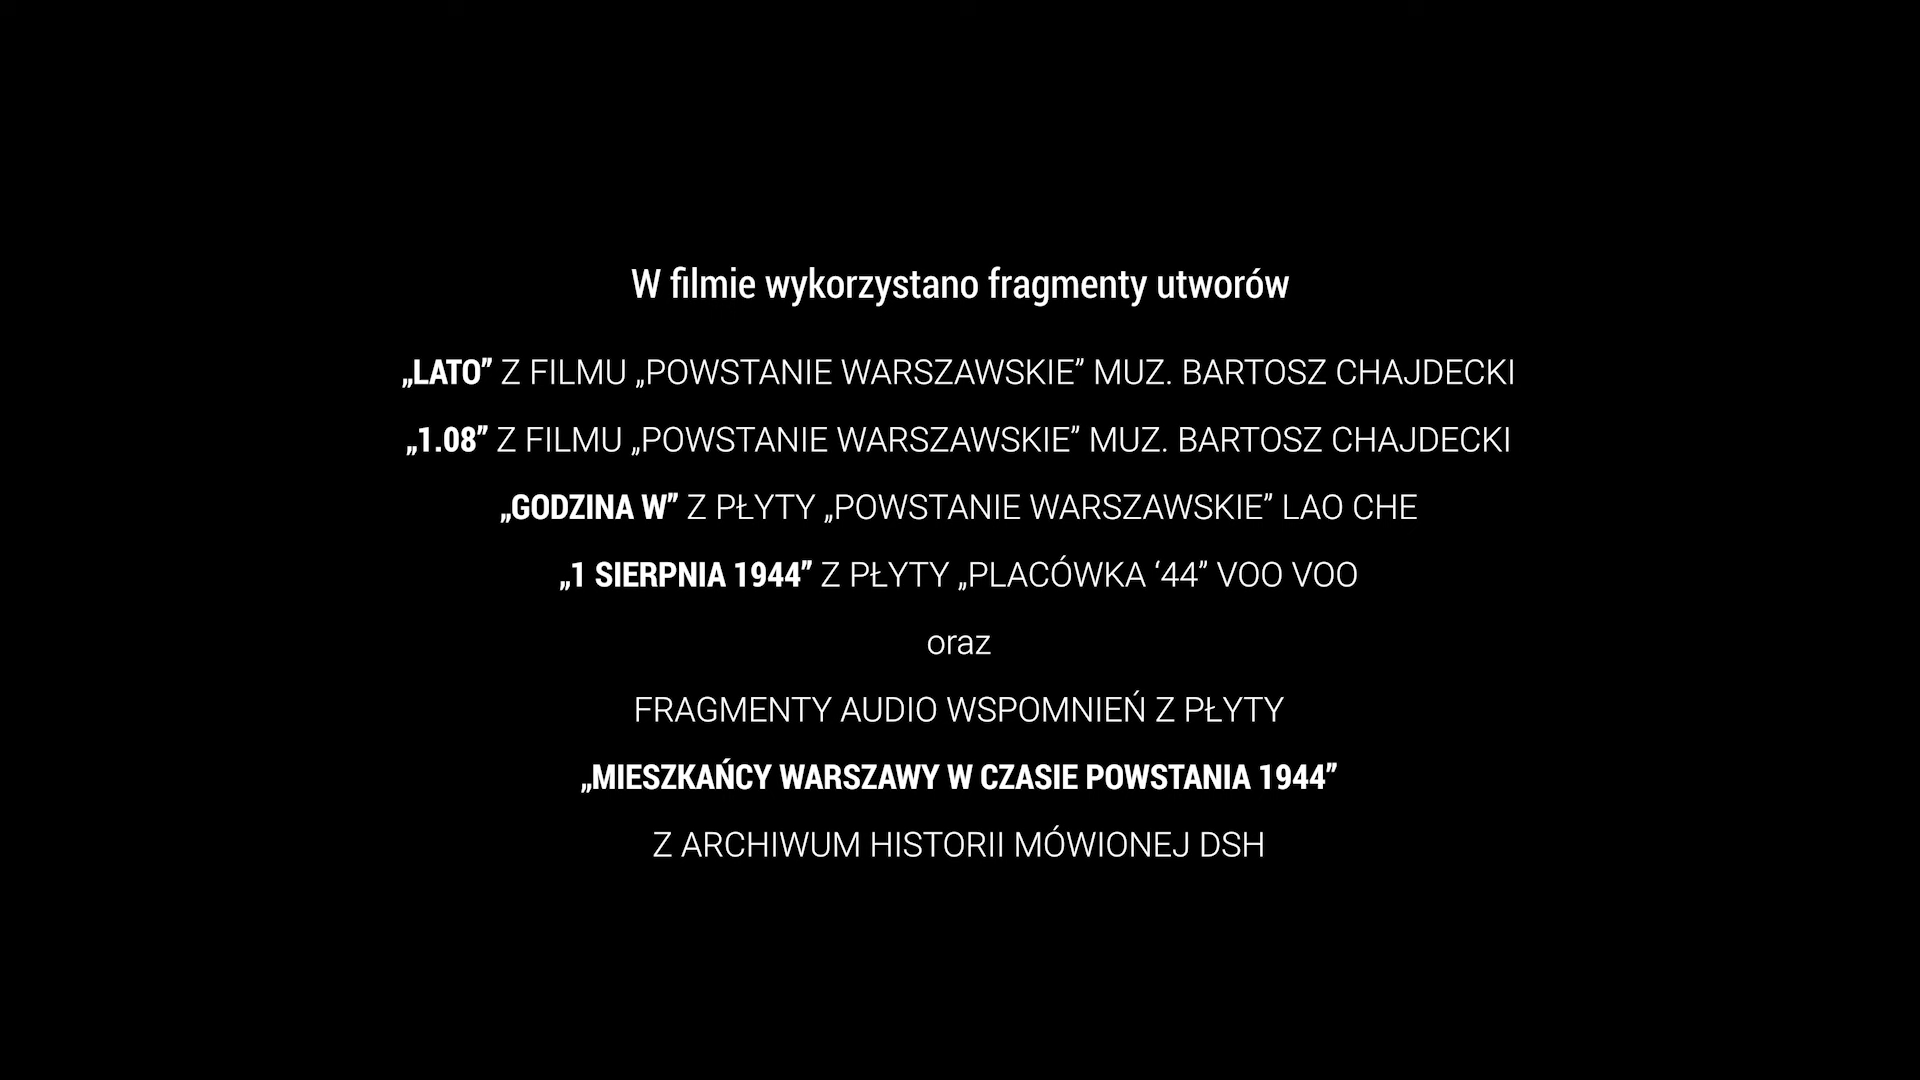 W filmie wykorzystano fragmenty utworów
„LATO” Z FILMU „POWSTANIE WARSZAWSKIE” MUZ. BARTOSZ CHAJDECKI
„1.08” Z FILMU „POWSTANIE WARSZAWSKIE” MUZ. BARTOSZ CHAJDECKI
„GODZINA W” Z PŁYTY „POWSTANIE WARSZAWSKIE” LAO CHE
„1 SIERPNIA 1944” Z PŁYTY „PLACÓWKA ‘44” VOO VOO
oraz
FRAGMENTY AUDIO WSPOMNIEŃ Z PŁYTY
„MIESZKAŃCY WARSZAWY W CZASIE POWSTANIA 1944”
Z ARCHIWUM HISTORII MÓWIONEJ DSH